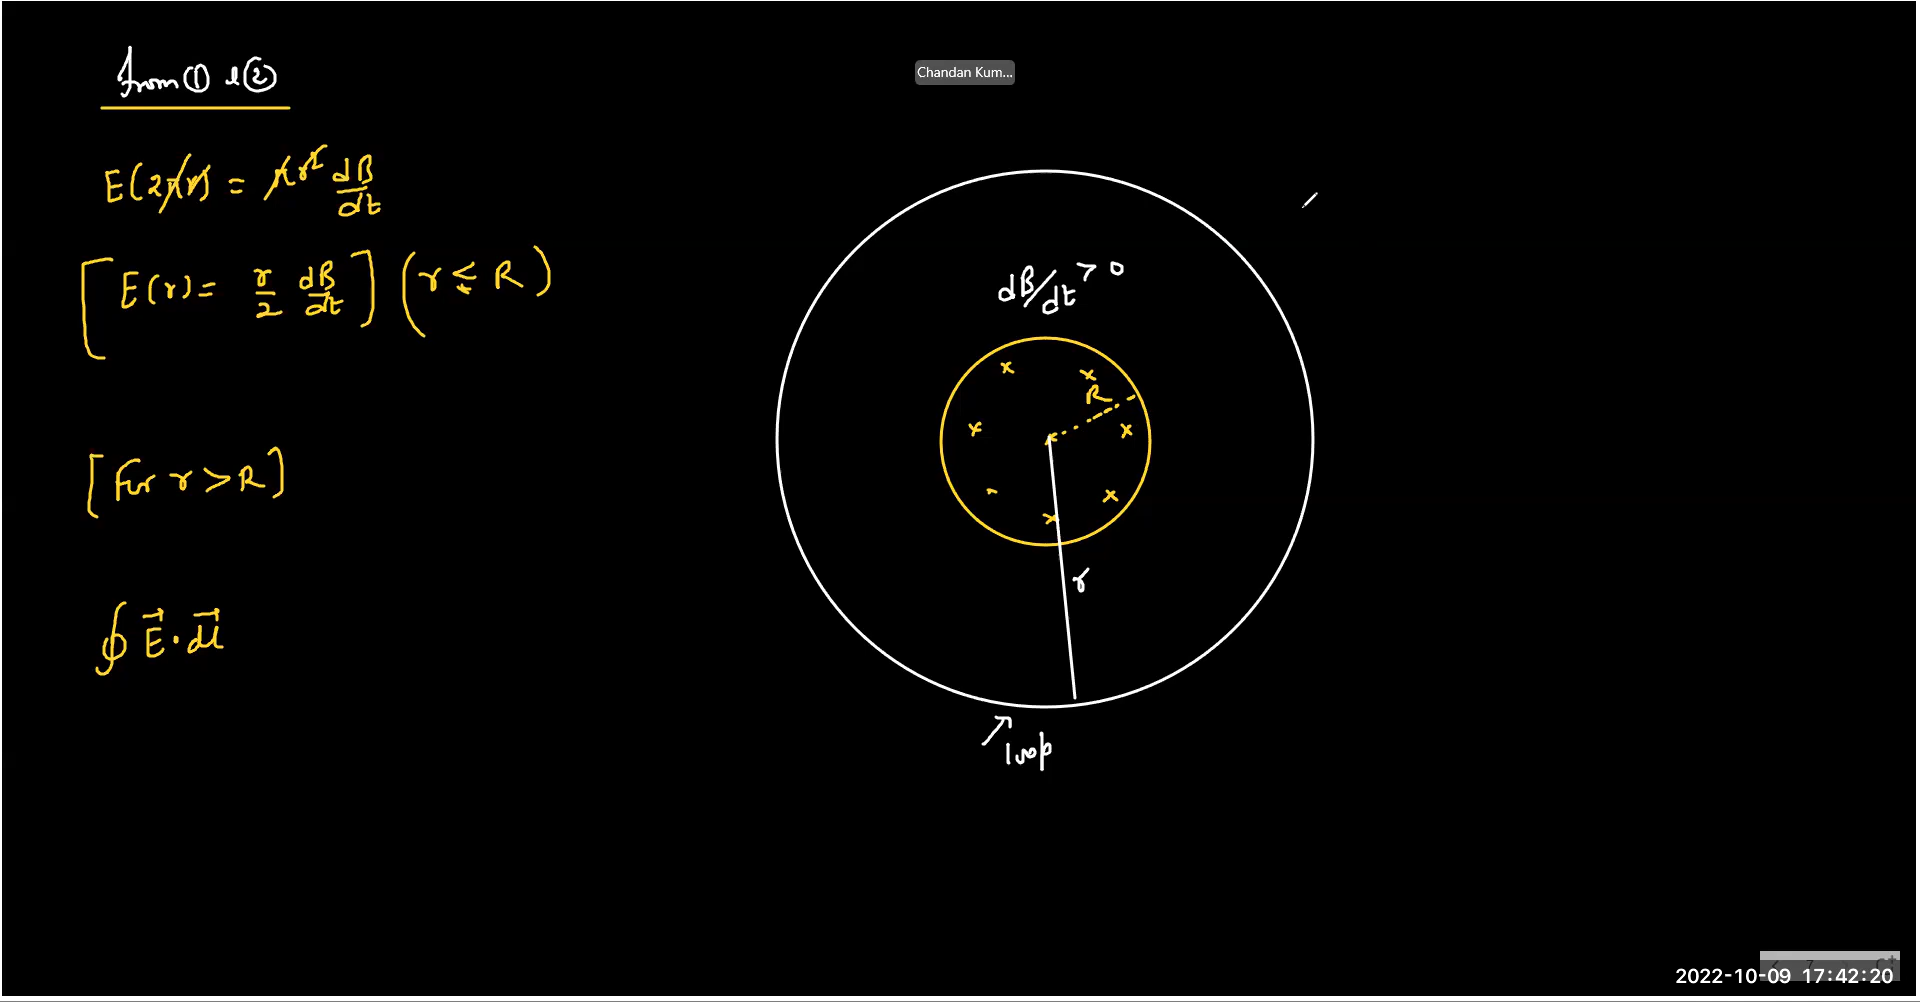 from ① & ②
Chandan Kum...
E(2πr) = πr² dB/dt
[E(r) = r/2 dB/dt] (r ≤ R)
dB/dt > 0
R
[For r > R]
r
∮ E⃗ · dl⃗
loop
2022-10-09 17:42:20